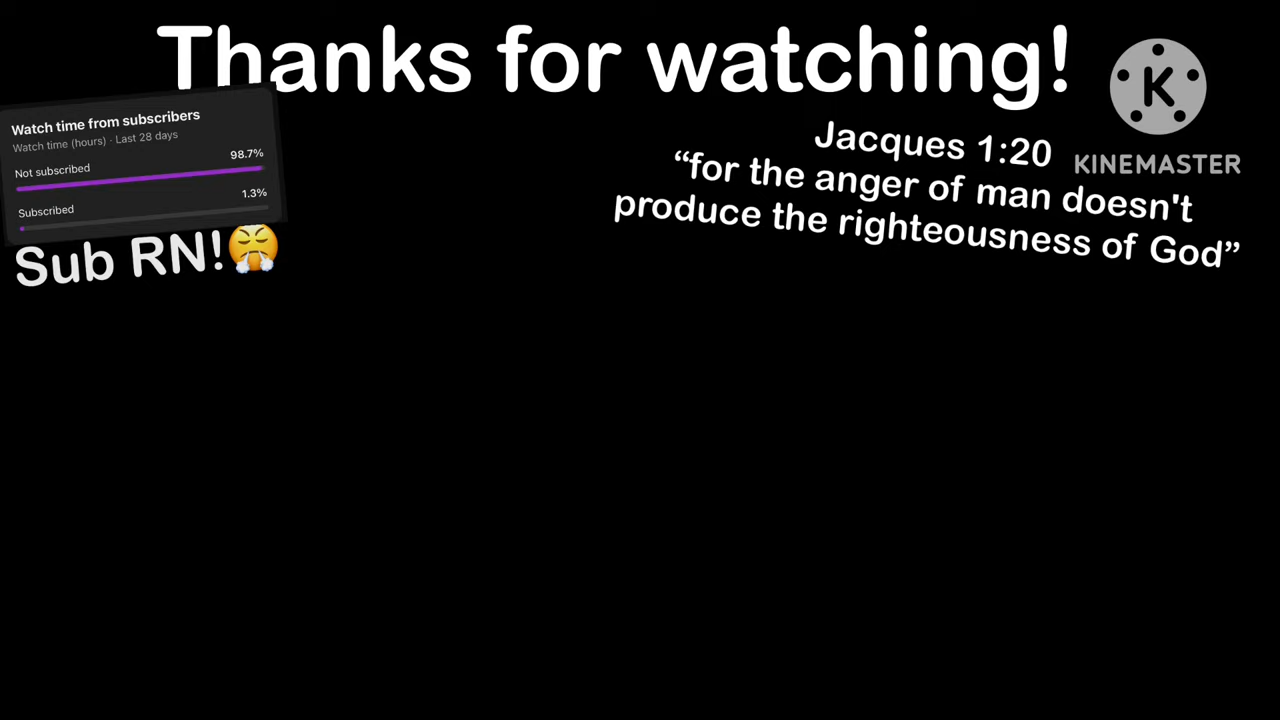 Thanks for watching!
Watch time from subscribers
Watch time (hours) · Last 28 days
Not subscribed 98.7%
Subscribed 1.3%
Sub RN!😤
K
KINEMASTER
Jacques 1:20
“for the anger of man doesn't
produce the righteousness of God”